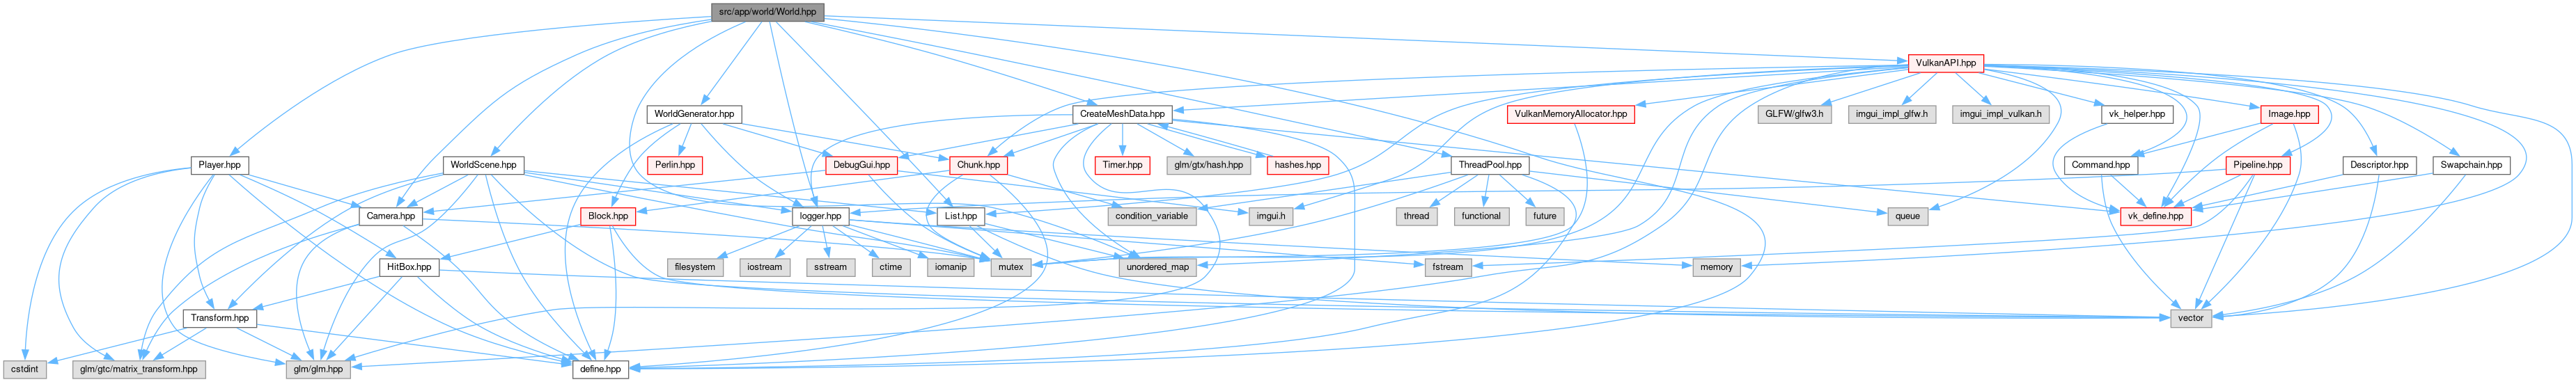 src/app/world/World.hpp
VulkanAPI.hpp
WorldGenerator.hpp
CreateMeshData.hpp
VulkanMemoryAllocator.hpp
GLFW/glfw3.h
imgui_impl_glfw.h
imgui_impl_vulkan.h
vk_helper.hpp
Image.hpp
Player.hpp
WorldScene.hpp
Perlin.hpp
DebugGui.hpp
Chunk.hpp
Timer.hpp
glm/gtx/hash.hpp
hashes.hpp
ThreadPool.hpp
Command.hpp
Pipeline.hpp
Descriptor.hpp
Swapchain.hpp
Camera.hpp
Block.hpp
logger.hpp
List.hpp
condition_variable
imgui.h
thread
functional
future
queue
vk_define.hpp
HitBox.hpp
filesystem
iostream
sstream
ctime
iomanip
mutex
unordered_map
fstream
memory
Transform.hpp
vector
cstdint
glm/gtc/matrix_transform.hpp
glm/glm.hpp
define.hpp